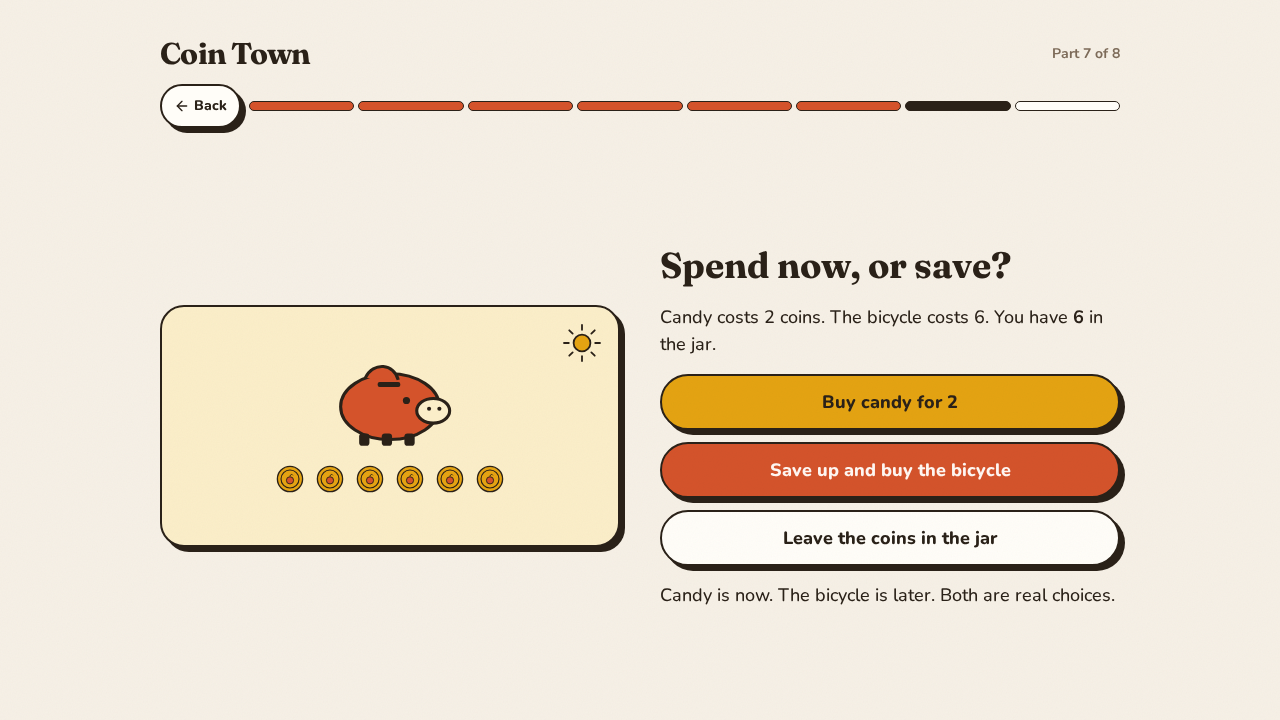 Coin Town
Part 7 of 8
Back
Spend now, or save?
Candy costs 2 coins. The bicycle costs 6. You have 6 in
the jar.
Buy candy for 2
Save up and buy the bicycle
Leave the coins in the jar
Candy is now. The bicycle is later. Both are real choices.